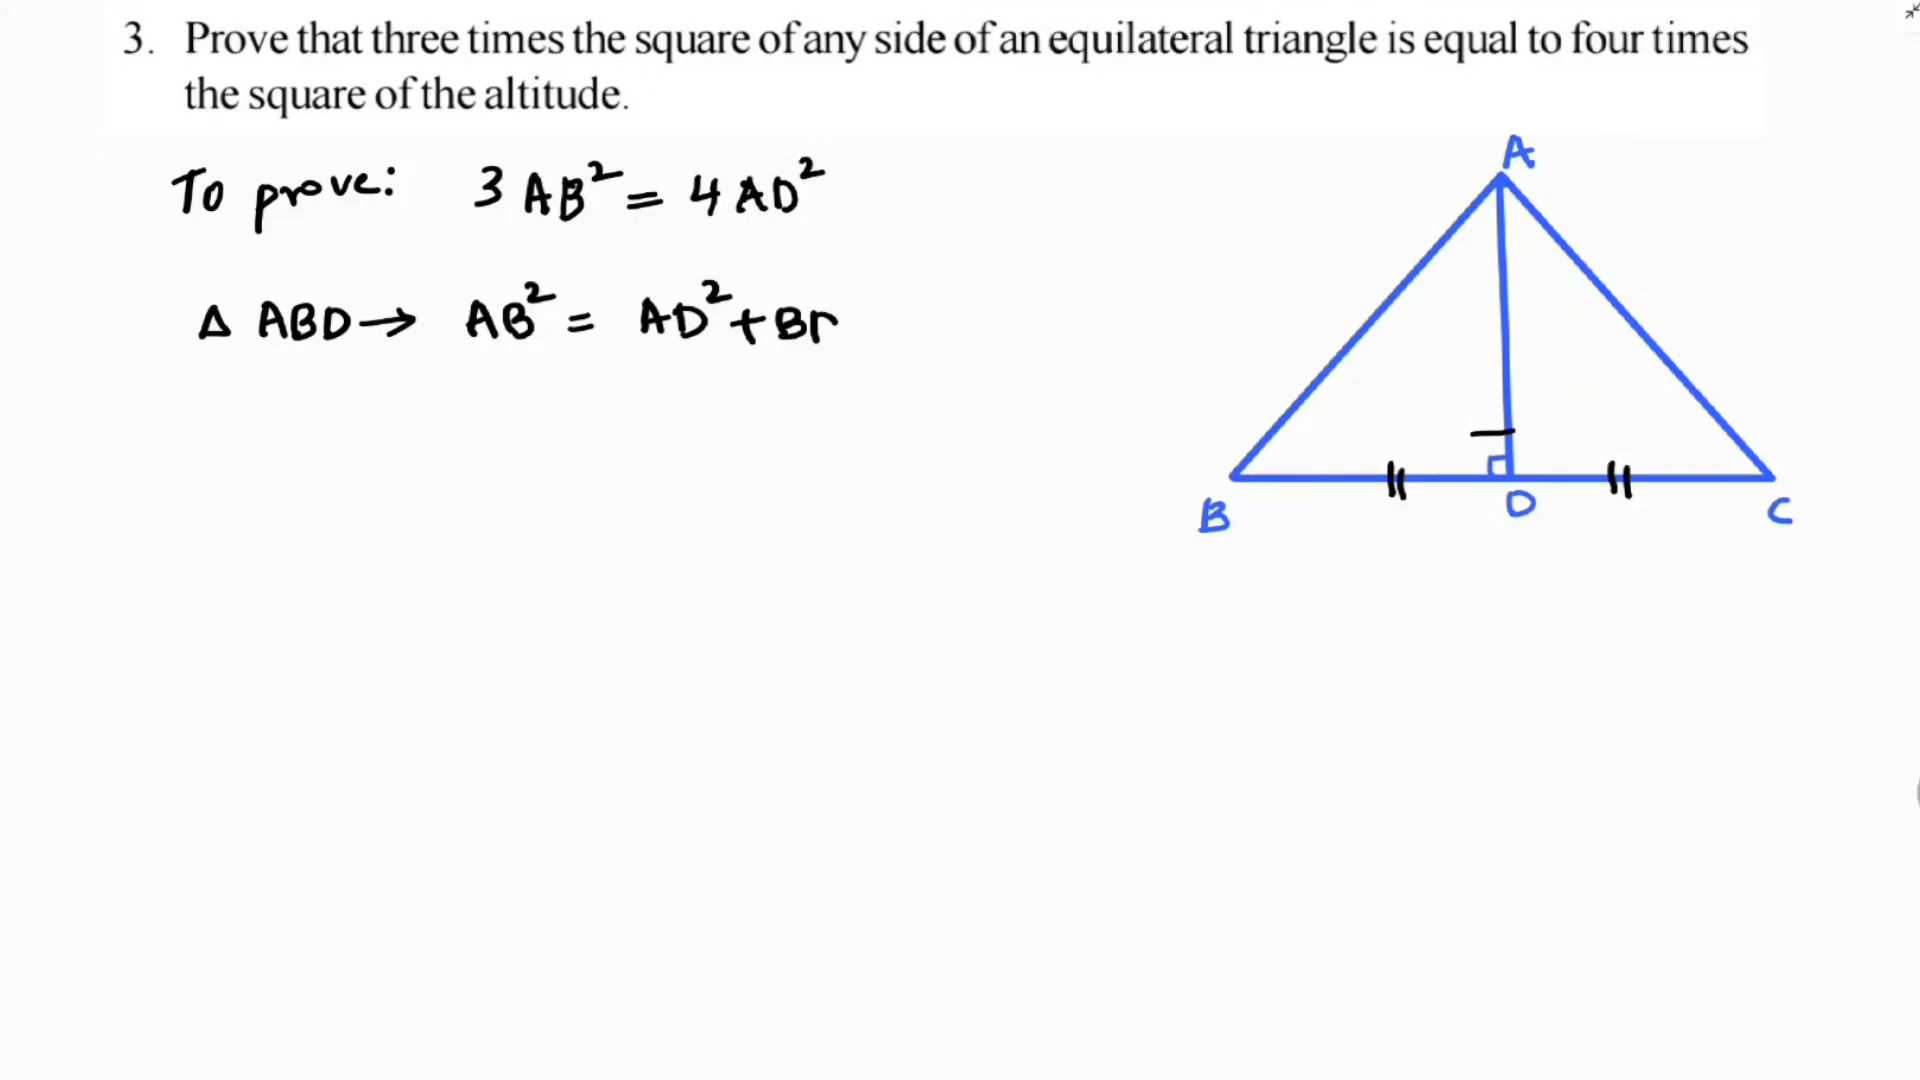 3. Prove that three times the square of any side of an equilateral triangle is equal to four times
the square of the altitude.
To prove: 3 AB² = 4 AD²
Δ ABD → AB² = AD² + Br
A
B
D
C